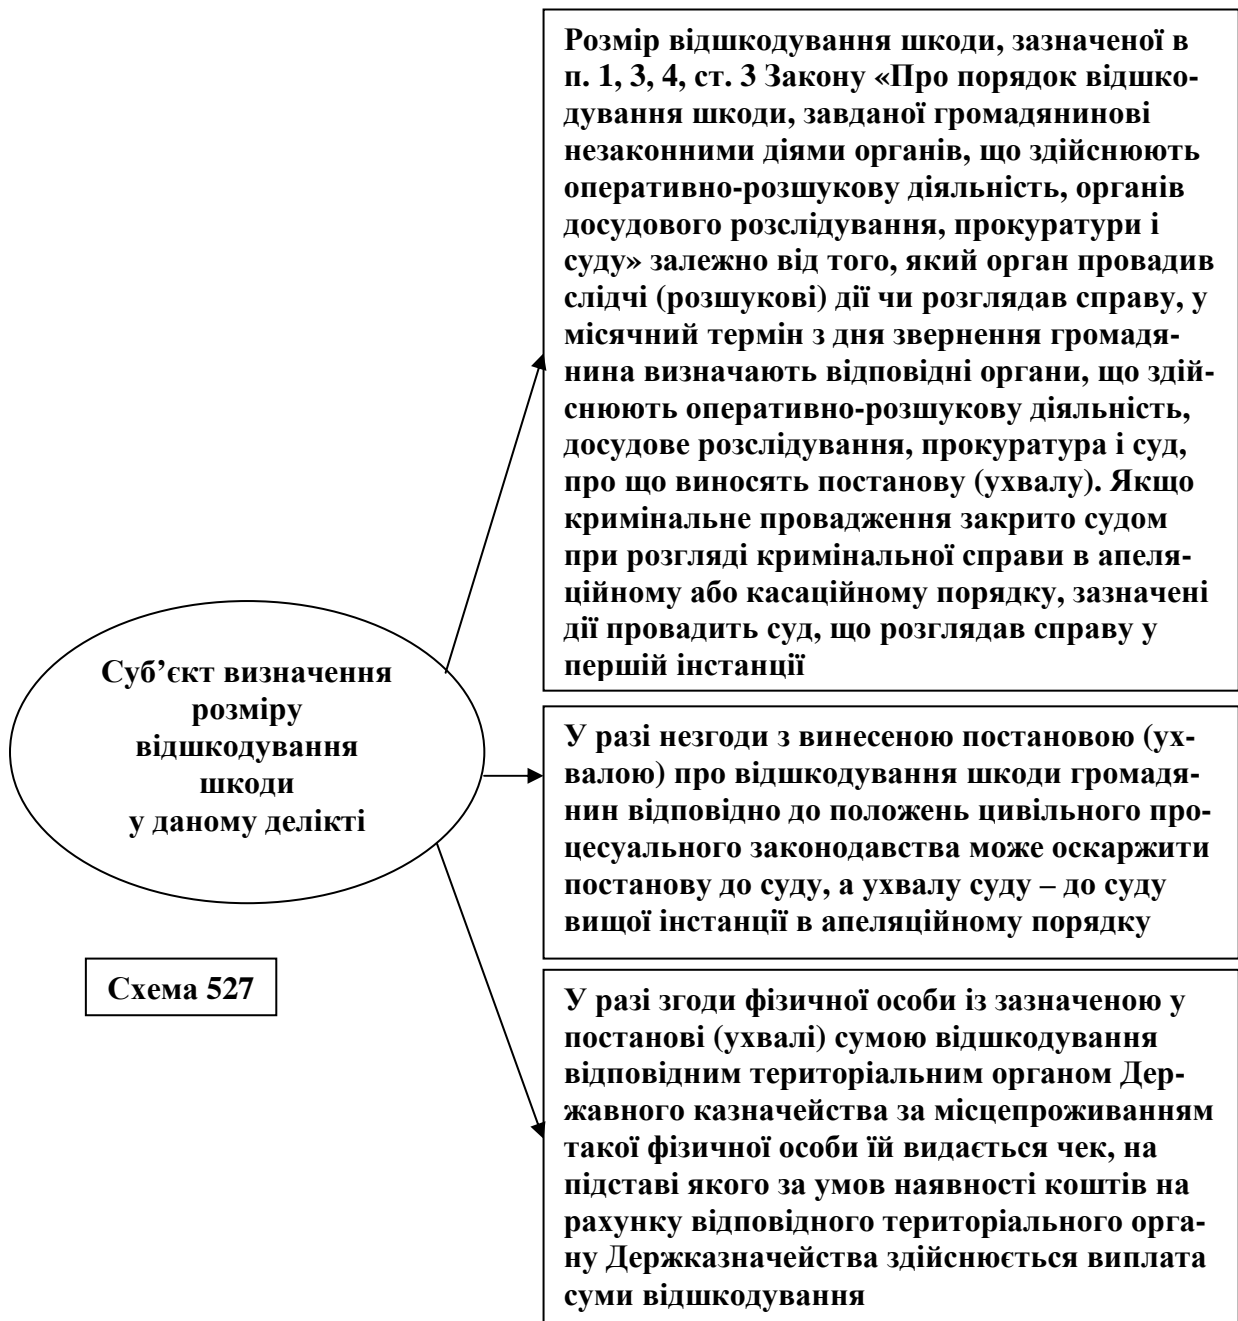 Розмір відшкодування шкоди, зазначеної в
п. 1, 3, 4, ст. 3 Закону «Про порядок відшко-
дування шкоди, завданої громадянинові
незаконними діями органів, що здійснюють
оперативно-розшукову діяльність, органів
досудового розслідування, прокуратури і
суду» залежно від того, який орган провадив
слідчі (розшукові) дії чи розглядав справу, у
місячний термін з дня звернення громадя-
нина визначають відповідні органи, що здій-
снюють оперативно-розшукову діяльність,
досудове розслідування, прокуратура і суд,
про що виносять постанову (ухвалу). Якщо
кримінальне провадження закрито судом
при розгляді кримінальної справи в апеля-
ційному або касаційному порядку, зазначені
дії провадить суд, що розглядав справу у
першій інстанції
Суб’єкт визначення
розміру
відшкодування
шкоди
у даному делікті
У разі незгоди з винесеною постановою (ух-
валою) про відшкодування шкоди громадя-
нин відповідно до положень цивільного про-
цесуального законодавства може оскаржити
постанову до суду, а ухвалу суду – до суду
вищої інстанції в апеляційному порядку
Схема 527
У разі згоди фізичної особи із зазначеною у
постанові (ухвалі) сумою відшкодування
відповідним територіальним органом Дер-
жавного казначейства за місцепроживанням
такої фізичної особи їй видається чек, на
підставі якого за умов наявності коштів на
рахунку відповідного територіального орга-
ну Держказначейства здійснюється виплата
суми відшкодування